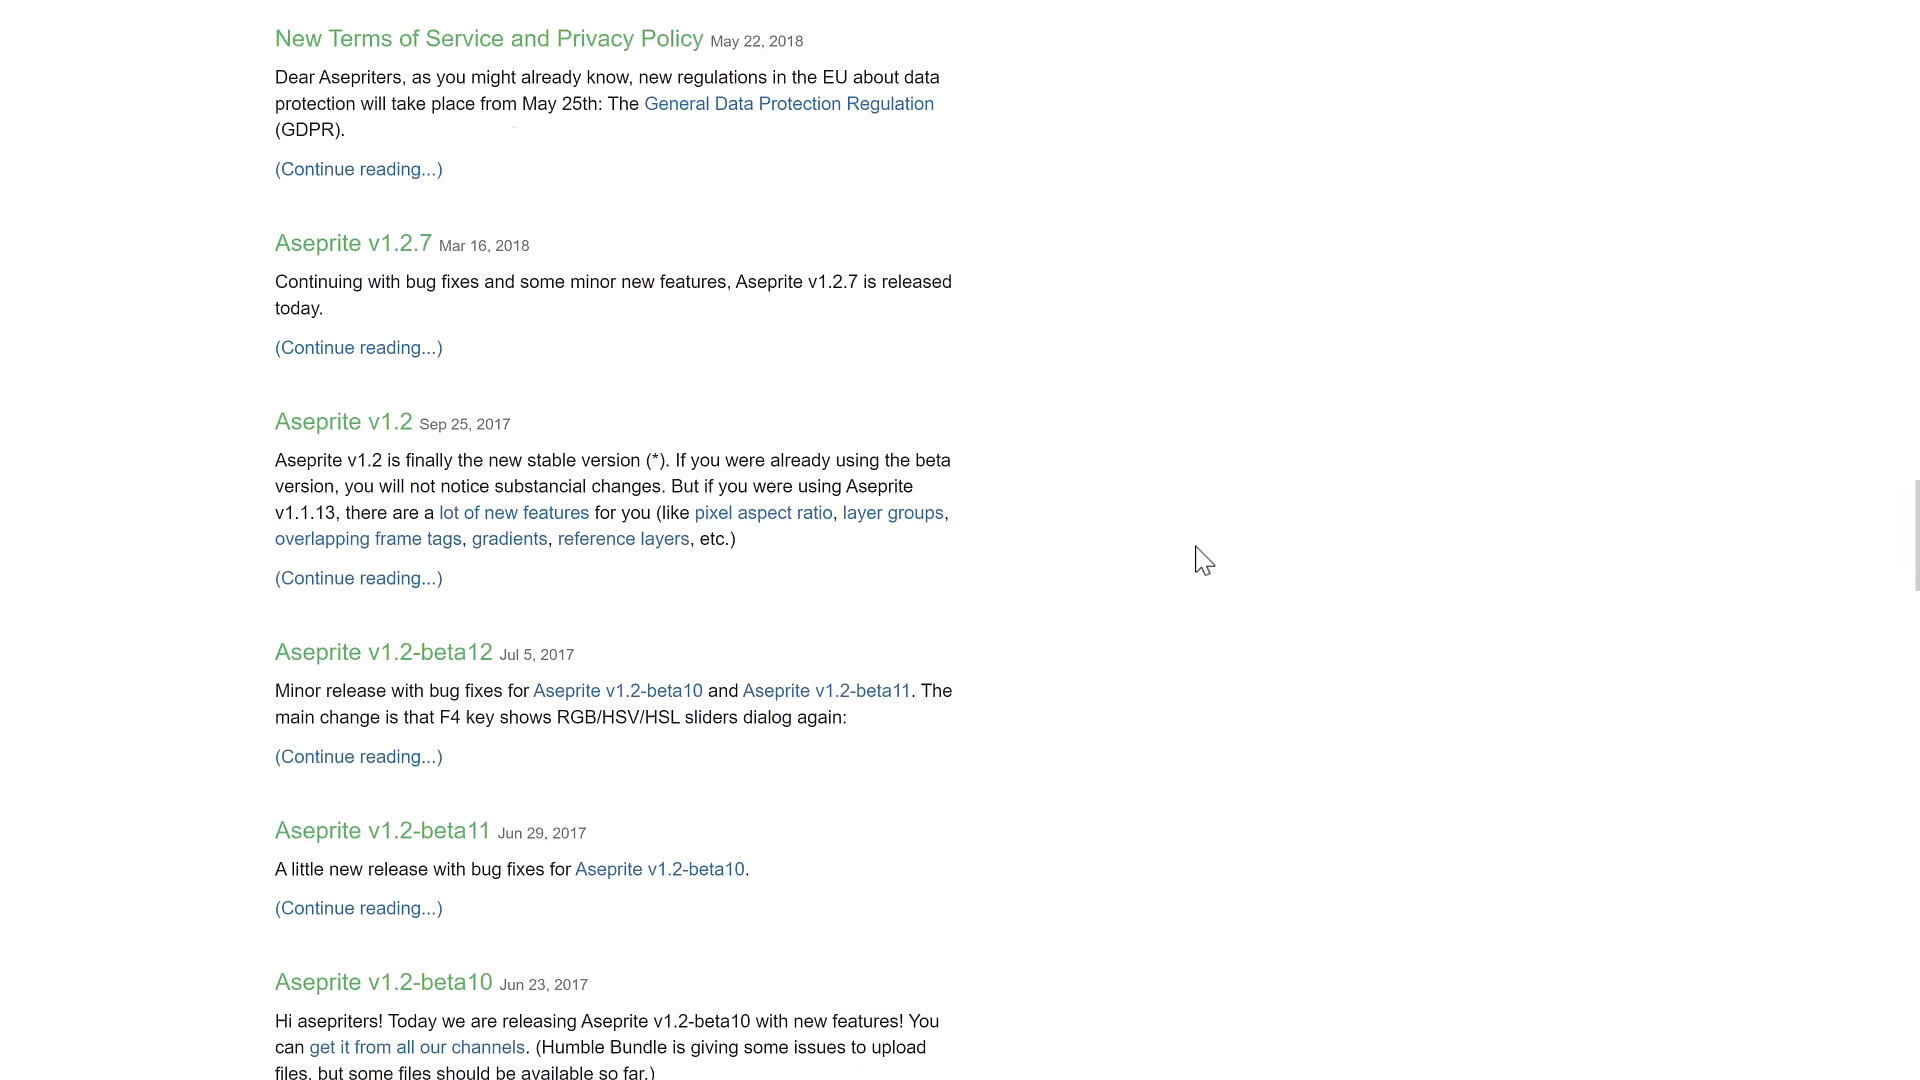 New Terms of Service and Privacy Policy May 22, 2018
Dear Asepriters, as you might already know, new regulations in the EU about data
protection will take place from May 25th: The General Data Protection Regulation
(GDPR).
(Continue reading...)
Aseprite v1.2.7 Mar 16, 2018
Continuing with bug fixes and some minor new features, Aseprite v1.2.7 is released
today.
(Continue reading...)
Aseprite v1.2 Sep 25, 2017
Aseprite v1.2 is finally the new stable version (*). If you were already using the beta
version, you will not notice substancial changes. But if you were using Aseprite
v1.1.13, there are a lot of new features for you (like pixel aspect ratio, layer groups,
overlapping frame tags, gradients, reference layers, etc.)
(Continue reading...)
Aseprite v1.2-beta12 Jul 5, 2017
Minor release with bug fixes for Aseprite v1.2-beta10 and Aseprite v1.2-beta11. The
main change is that F4 key shows RGB/HSV/HSL sliders dialog again:
(Continue reading...)
Aseprite v1.2-beta11 Jun 29, 2017
A little new release with bug fixes for Aseprite v1.2-beta10.
(Continue reading...)
Aseprite v1.2-beta10 Jun 23, 2017
Hi asepriters! Today we are releasing Aseprite v1.2-beta10 with new features! You
can get it from all our channels. (Humble Bundle is giving some issues to upload
files, but some files should be available so far.)